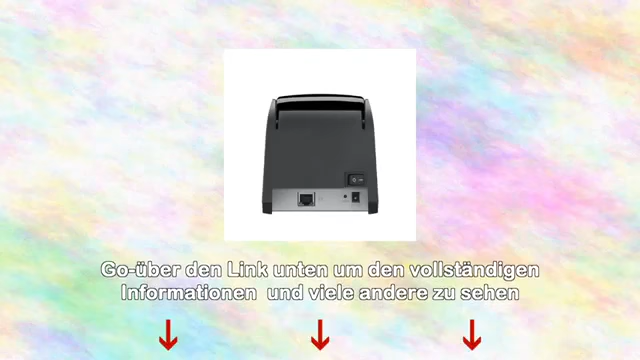 Go-über den Link unten um den vollständigen
Informationen  und viele andere zu sehen